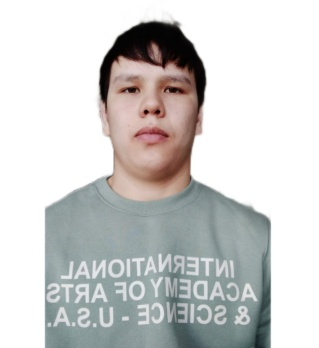 INTERNATIONAL
ACADEMY OF ARTS
& SCIENCE - U.S.A.